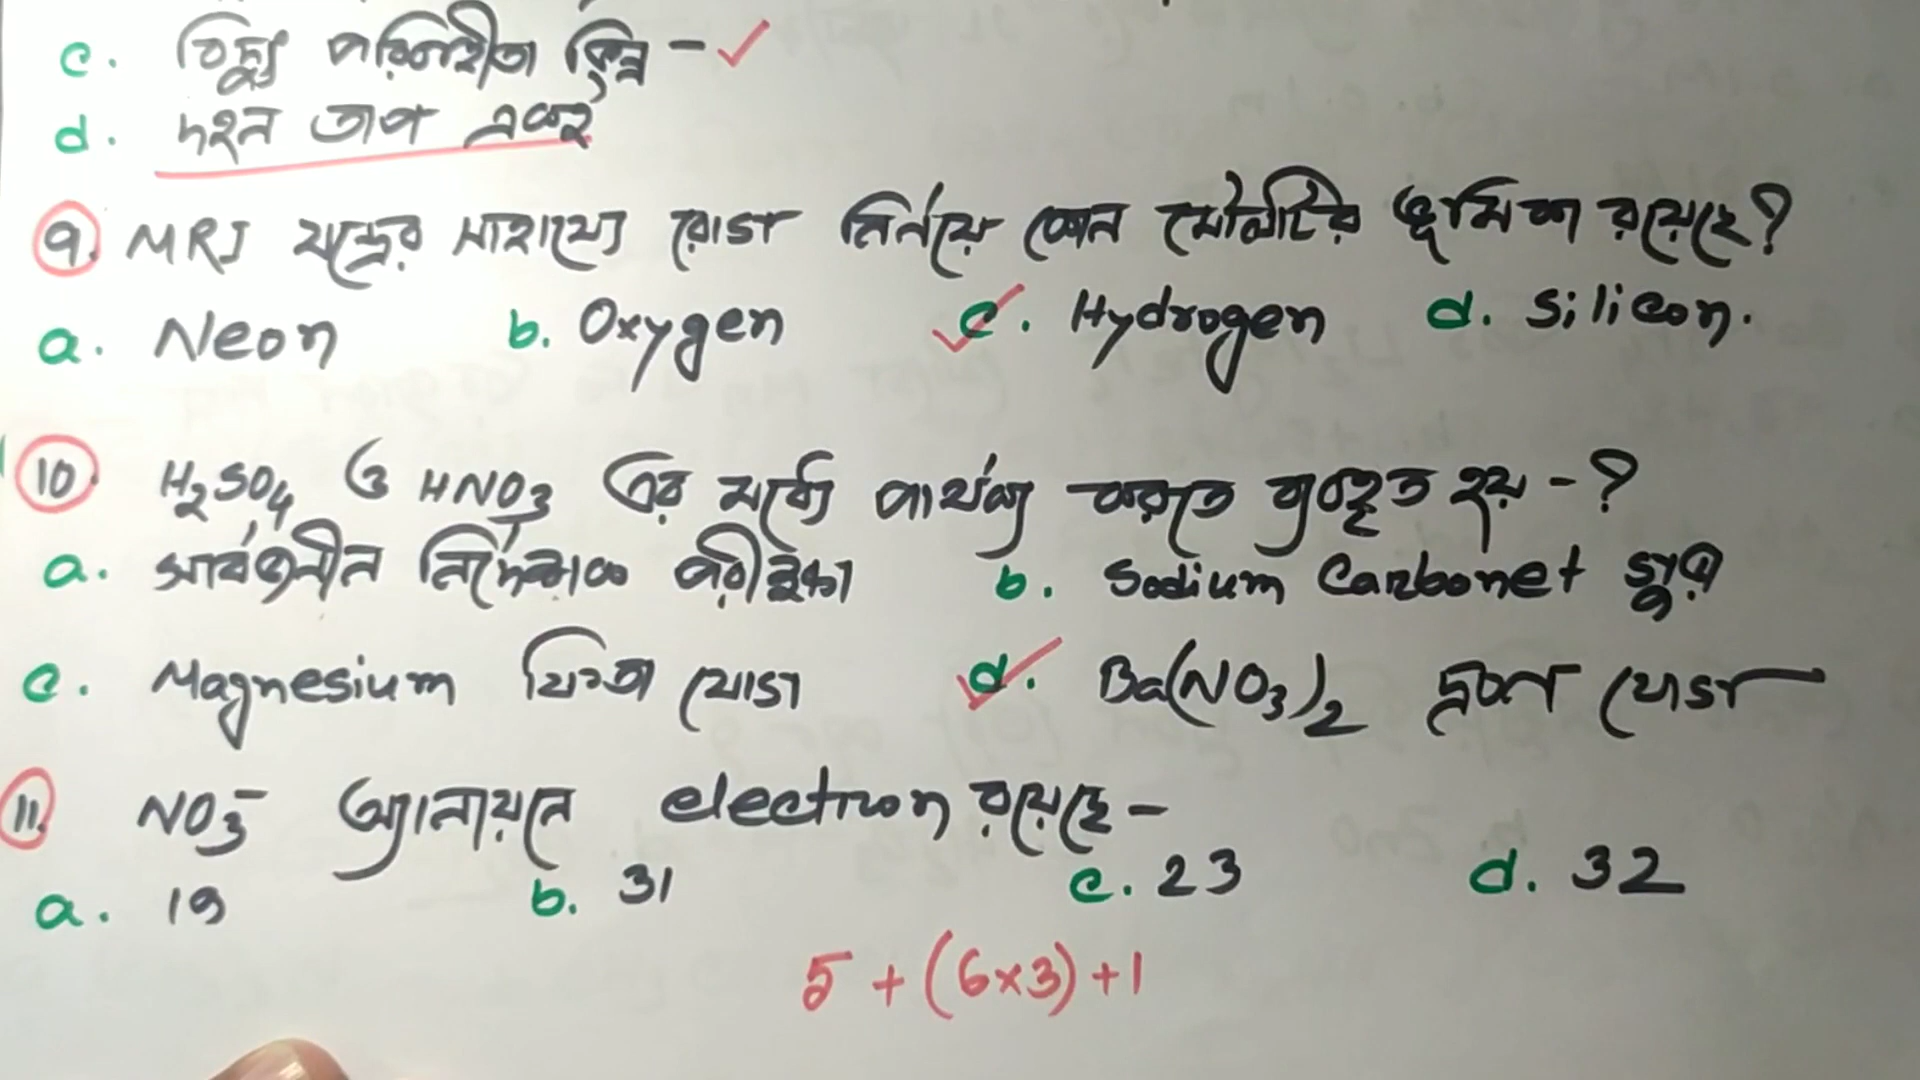 c. বিদ্যুৎ পরিবাহীতা ভিন্ন - ✓
d. দহন তাপ একই
9. MRI যন্ত্রের সাহায্যে রোগ নির্ণয়ে কোন মৌলটির ভূমিকা রয়েছে?
a. Neon b. Oxygen c. Hydrogen d. Silicon.
10. H₂SO₄ ও HNO₃ এর মধ্যে পার্থক্য করতে ব্যবহৃত হয় - ?
a. সার্বজনীন নির্দেশক পরীক্ষা b. Sodium Carbonet গুড়া
c. Magnesium ফিতা যোগ d. Ba(NO₃)₂ দ্রবণ যোগ
11. NO₃⁻ অ্যানায়নে electron রয়েছে -
a. 19 b. 31 c. 23 d. 32
5 + (6×3) + 1